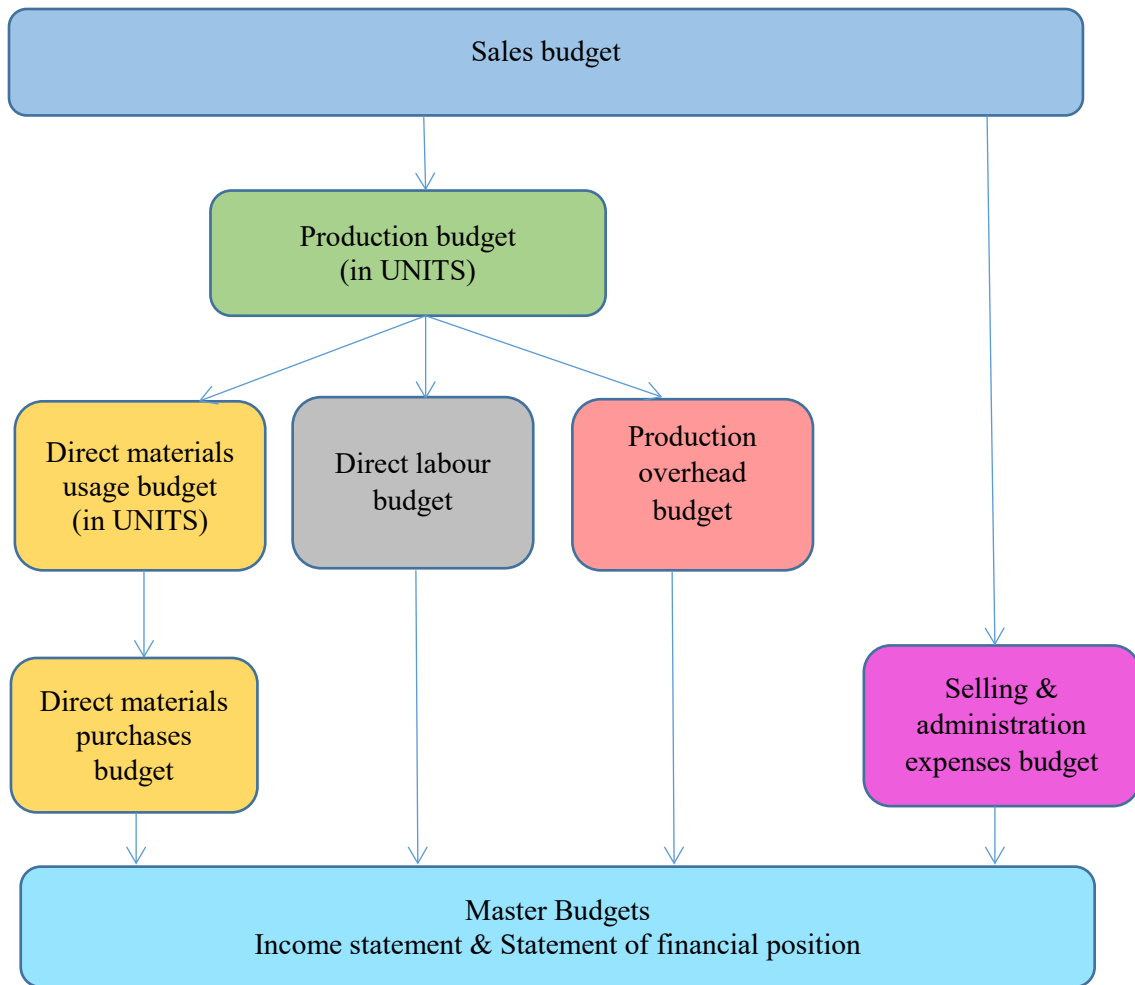 Sales budget
Production budget
(in UNITS)
Direct materials
usage budget
(in UNITS)
Direct labour
budget
Production
overhead
budget
Direct materials
purchases
budget
Selling &
administration
expenses budget
Master Budgets
Income statement & Statement of financial position